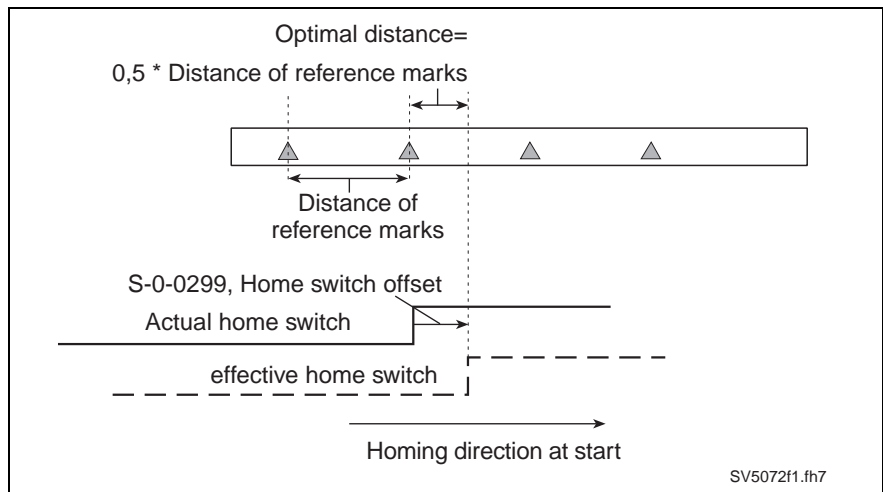 Optimal distance=
0,5 * Distance of reference marks
Distance of
reference marks
S-0-0299, Home switch offset
Actual home switch
effective home switch
Homing direction at start
SV5072f1.fh7